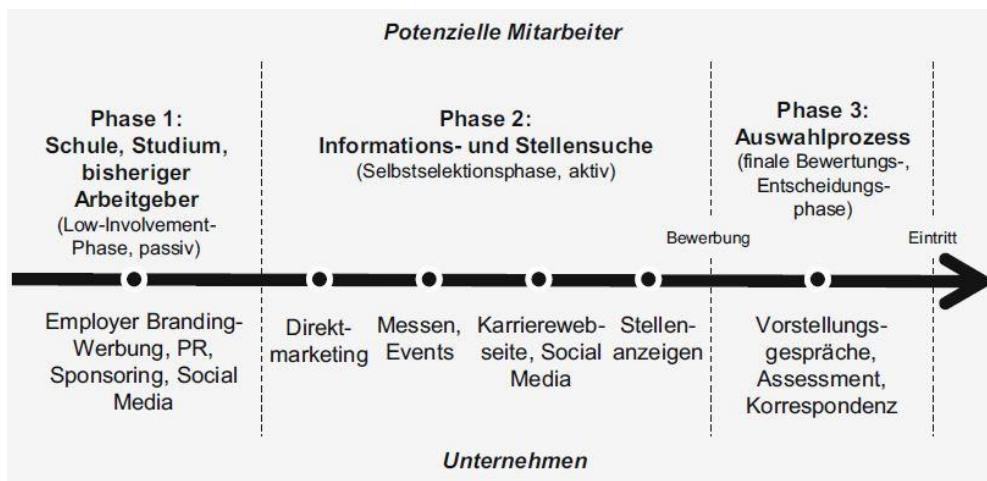 Potenzielle Mitarbeiter
Phase 1:
Schule, Studium,
bisheriger
Arbeitgeber
(Low-Involvement-
Phase, passiv)
Phase 2:
Informations- und Stellensuche
(Selbstselektionsphase, aktiv)
Phase 3:
Auswahlprozess
(finale Bewertungs-,
Entscheidungs-
phase)
Bewerbung
Eintritt
Employer Branding-
Werbung, PR,
Sponsoring, Social
Media
Direkt-
marketing
Messen,
Events
Karriereweb-
seite, Social
Media
Stellen-
anzeigen
Vorstellungs-
gespräche,
Assessment,
Korrespondenz
Unternehmen